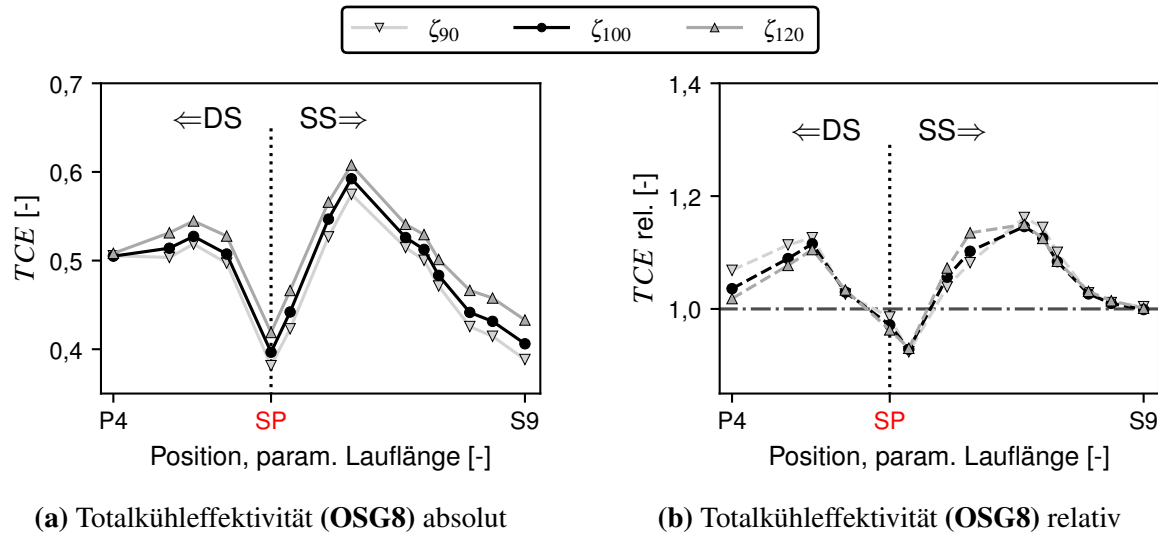 ζ90 ζ100 ζ120
0,7
0,6
0,5
0,4
TCE [-]
⇐DS SS⇒
P4 SP S9
Position, param. Lauflänge [-]
(a) Totalkühleffektivität (OSG8) absolut
1,4
1,2
1,0
TCE rel. [-]
⇐DS SS⇒
P4 SP S9
Position, param. Lauflänge [-]
(b) Totalkühleffektivität (OSG8) relativ